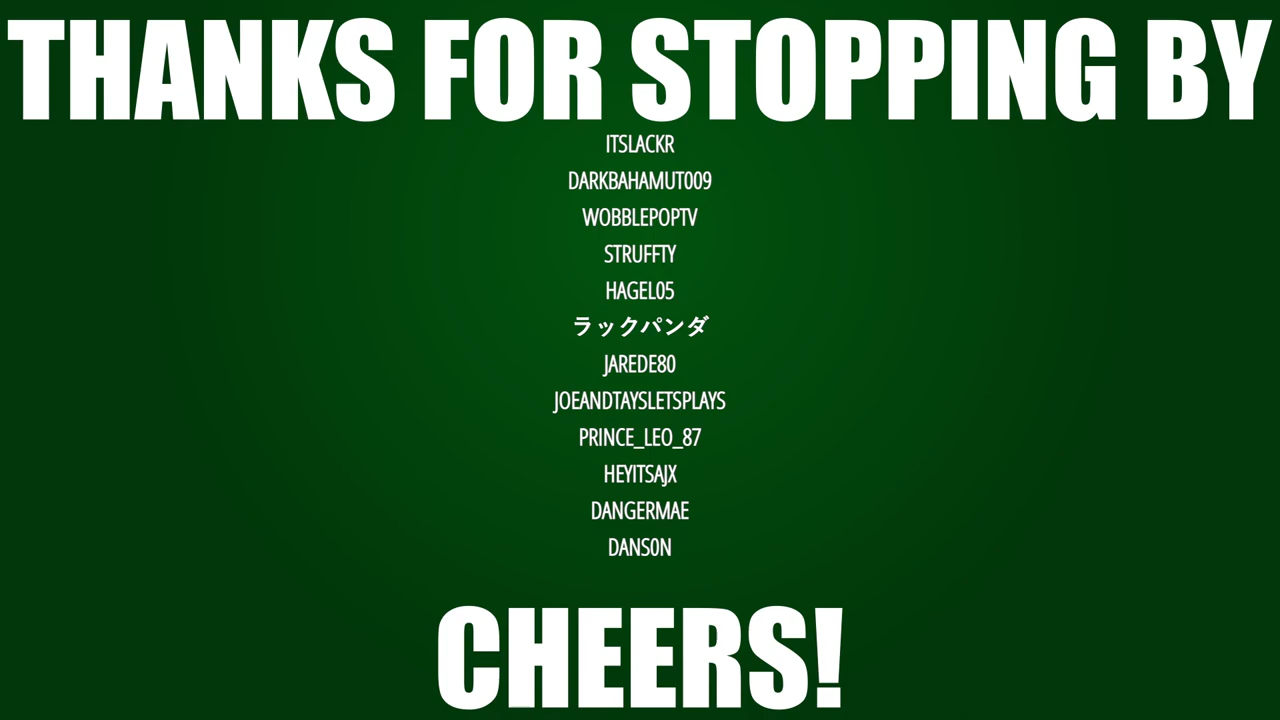 THANKS FOR STOPPING BY
ITSLACKR
DARKBAHAMUT009
WOBBLEPOPTV
STRUFFTY
HAGEL05
ラックパンダ
JAREDE80
JOEANDTAYSLETSPLAYS
PRINCE_LEO_87
HEYITSAJX
DANGERMAE
DANS0N
CHEERS!